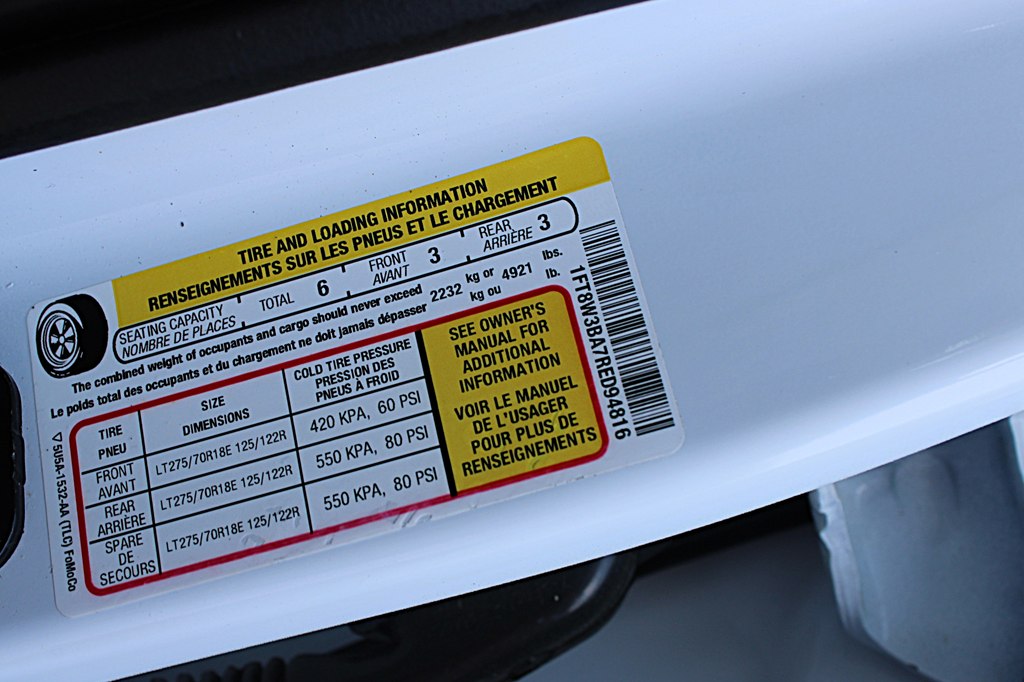 TIRE AND LOADING INFORMATION
RENSEIGNEMENTS SUR LES PNEUS ET LE CHARGEMENT
SEATING CAPACITY
NOMBRE DE PLACES
TOTAL 6
FRONT
AVANT
3
REAR
ARRIÈRE
3
The combined weight of occupants and cargo should never exceed
Le poids total des occupants et du chargement ne doit jamais dépasser
2232 kg or 4921 lbs.
kg ou lb.
TIRE
PNEU
SIZE
DIMENSIONS
COLD TIRE PRESSURE
PRESSION DES
PNEUS À FROID
FRONT
AVANT
LT275/70R18E 125/122R
420 KPA, 60 PSI
REAR
ARRIÈRE
LT275/70R18E 125/122R
550 KPA, 80 PSI
SPARE
DE
SECOURS
LT275/70R18E 125/122R
550 KPA, 80 PSI
SEE OWNER'S
MANUAL FOR
ADDITIONAL
INFORMATION
VOIR LE MANUEL
DE L'USAGER
POUR PLUS DE
RENSEIGNEMENTS
1FT8W3BA7RED94816
5U5A-1532-AA (TLC) FoMoCo